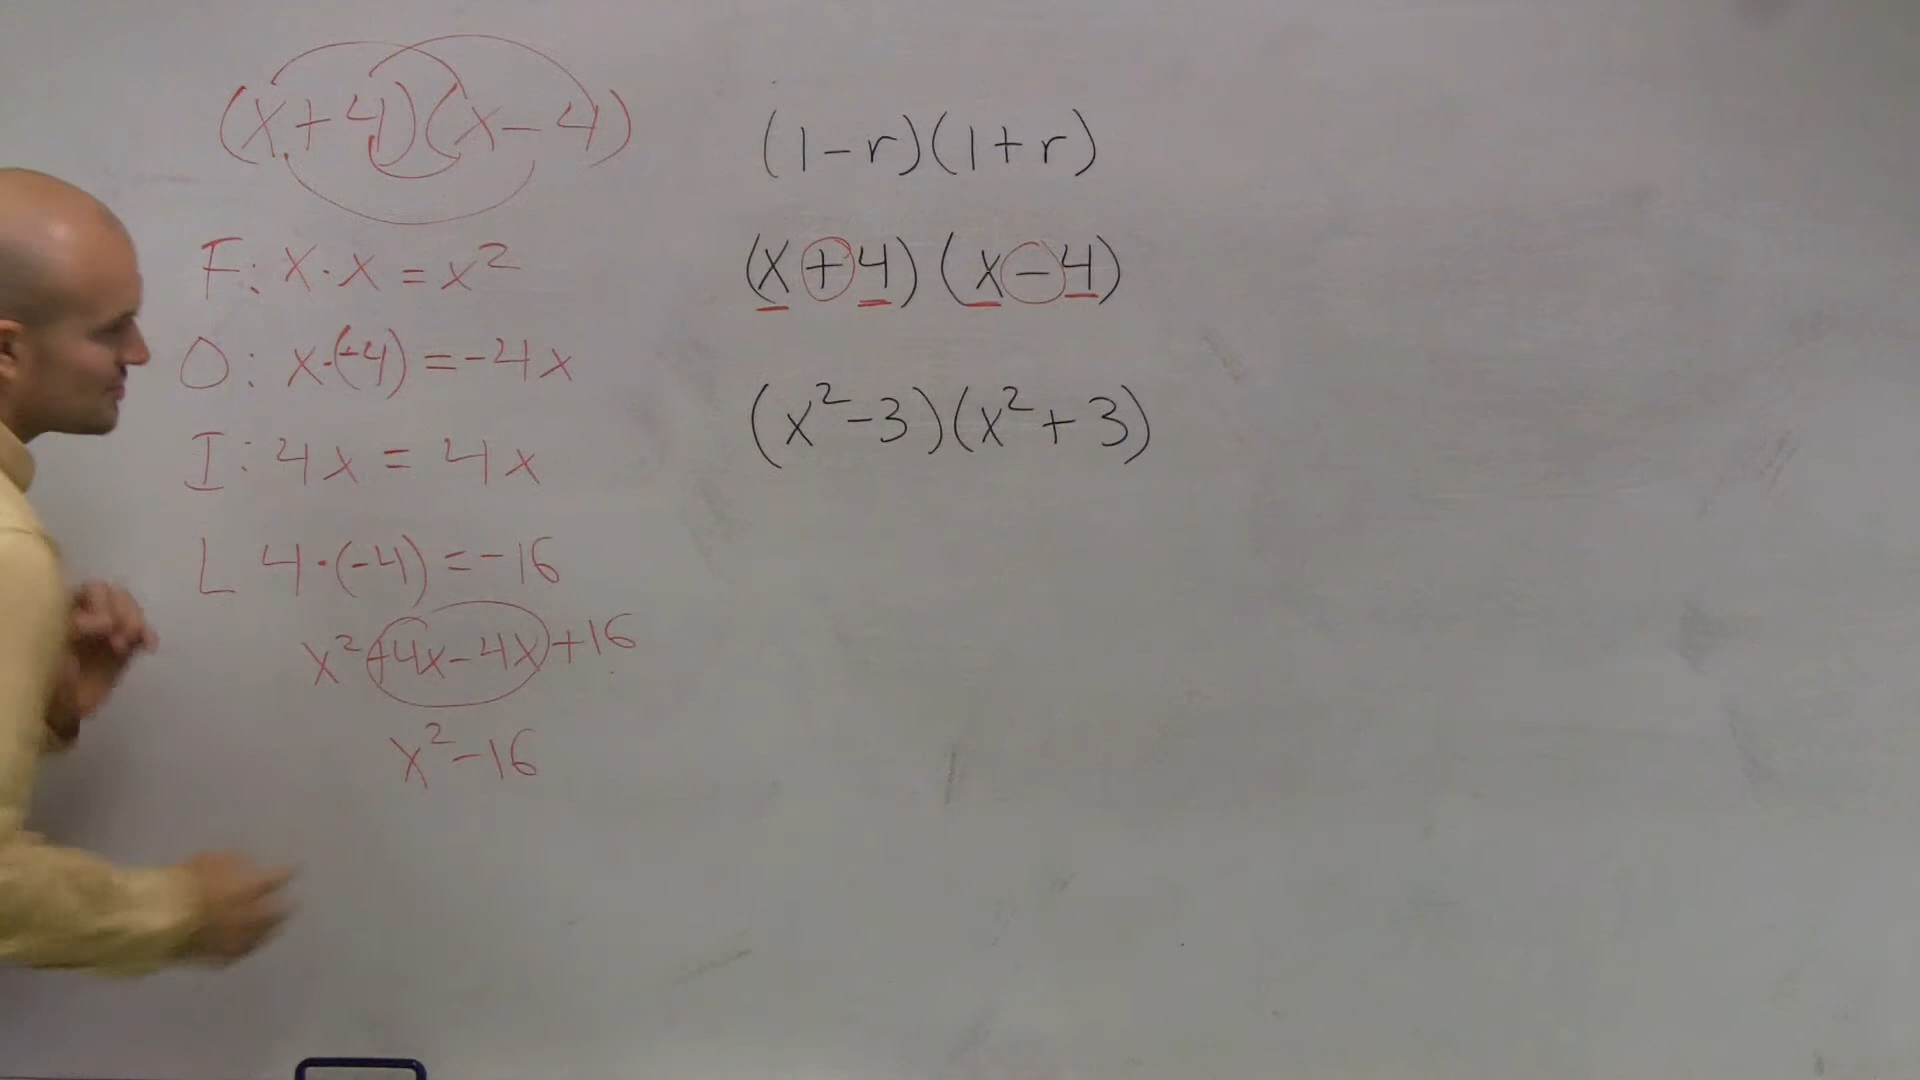 (x+4)(x-4)
F: x·x = x²
O: x·(-4) = -4x
I: 4x = 4x
L 4·(-4) = -16
x²+4x-4x+16
x²-16
(1-r)(1+r)
(x+4)(x-4)
(x²-3)(x²+3)